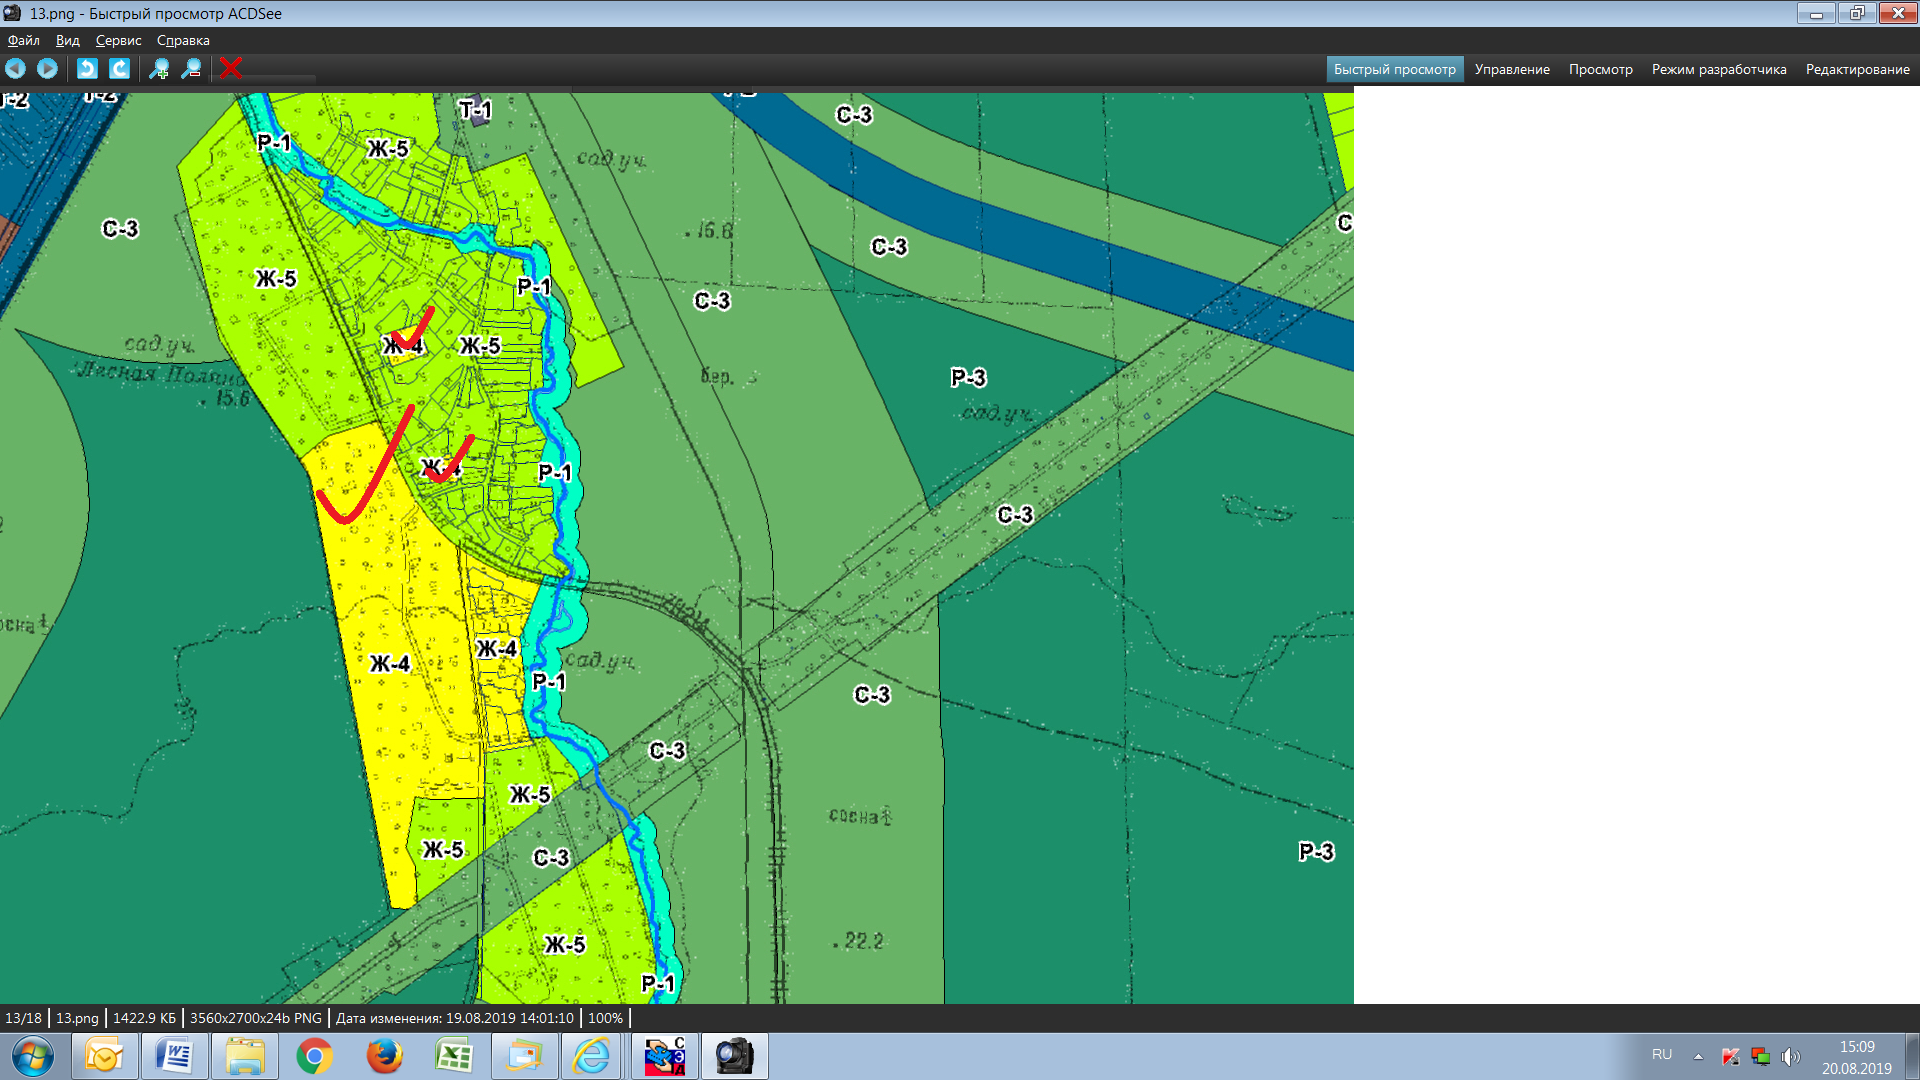 13.png - Быстрый просмотр ACDSee
Файл Вид Сервис Справка
Быстрый просмотр Управление Просмотр Режим разработчика Редактирование
Т-1
С-3
Р-1
Ж-5
сад.уч.
С-3
15.6
С-3
Ж-5
Р-1
С-3
сад.уч.
Ж-4
Ж-5
Лесная Поляна
бер.
Р-3
15.6
сад.уч.
Ж-4
Р-1
С-3
Ж-4
сад.уч.
Ж-4
Р-1
С-3
С-3
Ж-5
сосна
Ж-5
С-3
Р-3
Ж-5
22.2
Р-1
13/18 13.png 1422.9 КБ 3560x2700x24b PNG Дата изменения: 19.08.2019 14:01:10 100%
СЭД
RU
15:09
20.08.2019